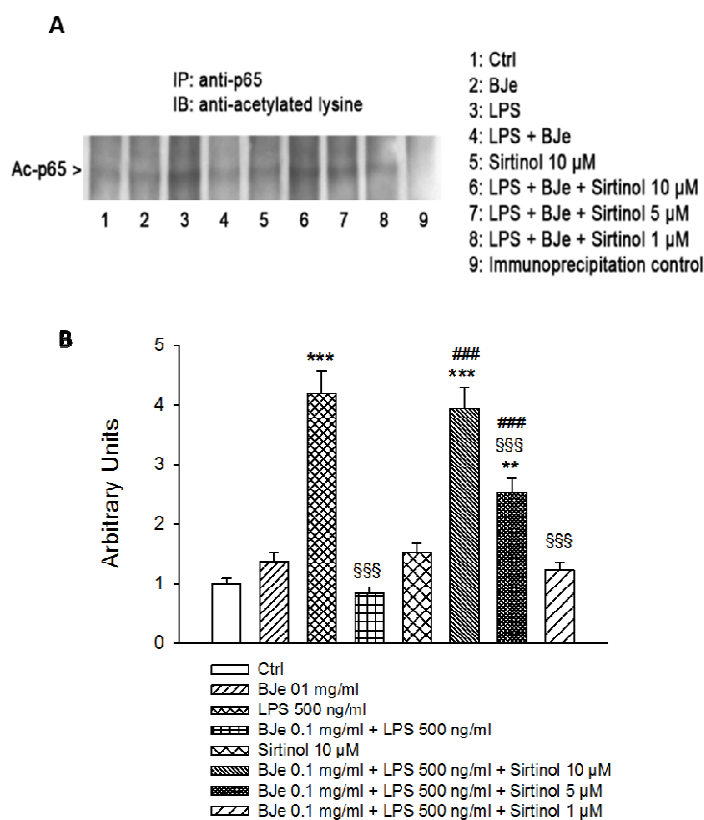 A
IP: anti-p65
IB: anti-acetylated lysine
Ac-p65 >
1 2 3 4 5 6 7 8 9
1: Ctrl
2: BJe
3: LPS
4: LPS + BJe
5: Sirtinol 10 µM
6: LPS + BJe + Sirtinol 10 µM
7: LPS + BJe + Sirtinol 5 µM
8: LPS + BJe + Sirtinol 1 µM
9: Immunoprecipitation control
B
Arbitrary Units
5
4
3
2
1
0
***
§§§
###
***
###
§§§
**
§§§
Ctrl
BJe 01 mg/ml
LPS 500 ng/ml
BJe 0.1 mg/ml + LPS 500 ng/ml
Sirtinol 10 µM
BJe 0.1 mg/ml + LPS 500 ng/ml + Sirtinol 10 µM
BJe 0.1 mg/ml + LPS 500 ng/ml + Sirtinol 5 µM
BJe 0.1 mg/ml + LPS 500 ng/ml + Sirtinol 1 µM